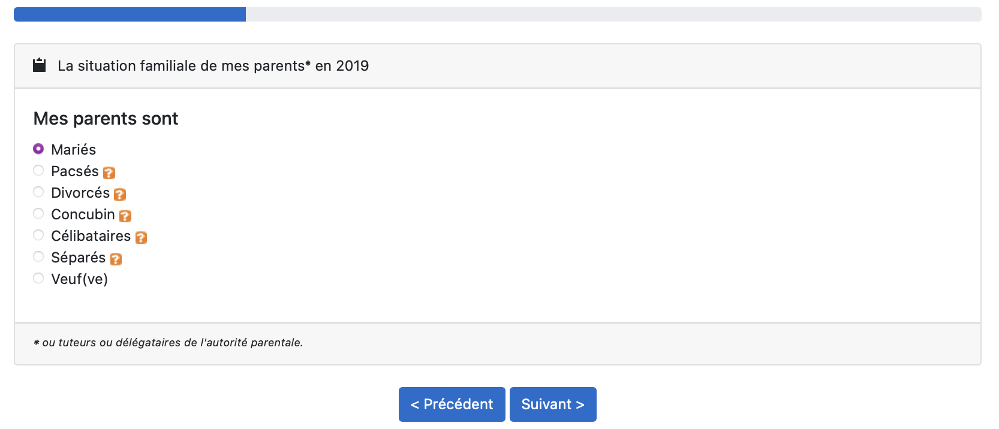 La situation familiale de mes parents* en 2019
Mes parents sont
Mariés
Pacsés ?
Divorcés ?
Concubin ?
Célibataires ?
Séparés ?
Veuf(ve)
* ou tuteurs ou délégataires de l'autorité parentale.
< Précédent
Suivant >